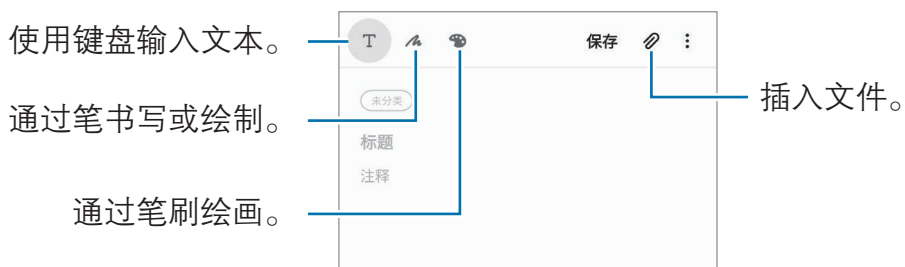 使用键盘输入文本。
T
保存
插入文件。
未分类
通过笔书写或绘制。
标题
注释
通过笔刷绘画。